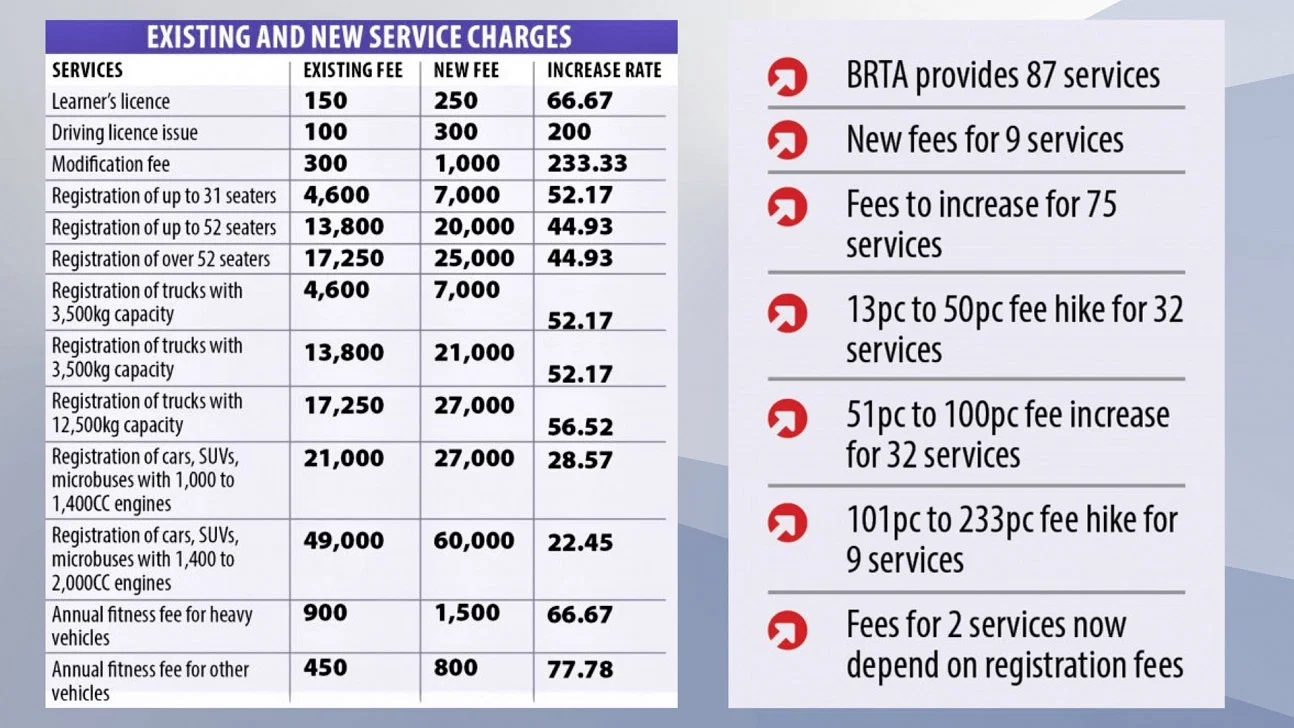 EXISTING AND NEW SERVICE CHARGES
SERVICES EXISTING FEE NEW FEE INCREASE RATE
Learner's licence 150 250 66.67
Driving licence issue 100 300 200
Modification fee 300 1,000 233.33
Registration of up to 31 seaters 4,600 7,000 52.17
Registration of up to 52 seaters 13,800 20,000 44.93
Registration of over 52 seaters 17,250 25,000 44.93
Registration of trucks with 4,600 7,000
3,500kg capacity 52.17
Registration of trucks with 13,800 21,000
3,500kg capacity 52.17
Registration of trucks with 17,250 27,000
12,500kg capacity 56.52
Registration of cars, SUVs, 21,000 27,000 28.57
microbuses with 1,000 to
1,400CC engines
Registration of cars, SUVs, 49,000 60,000 22.45
microbuses with 1,400 to
2,000CC engines
Annual fitness fee for heavy 900 1,500 66.67
vehicles
Annual fitness fee for other 450 800 77.78
vehicles
BRTA provides 87 services
New fees for 9 services
Fees to increase for 75
services
13pc to 50pc fee hike for 32
services
51pc to 100pc fee increase
for 32 services
101pc to 233pc fee hike for
9 services
Fees for 2 services now
depend on registration fees